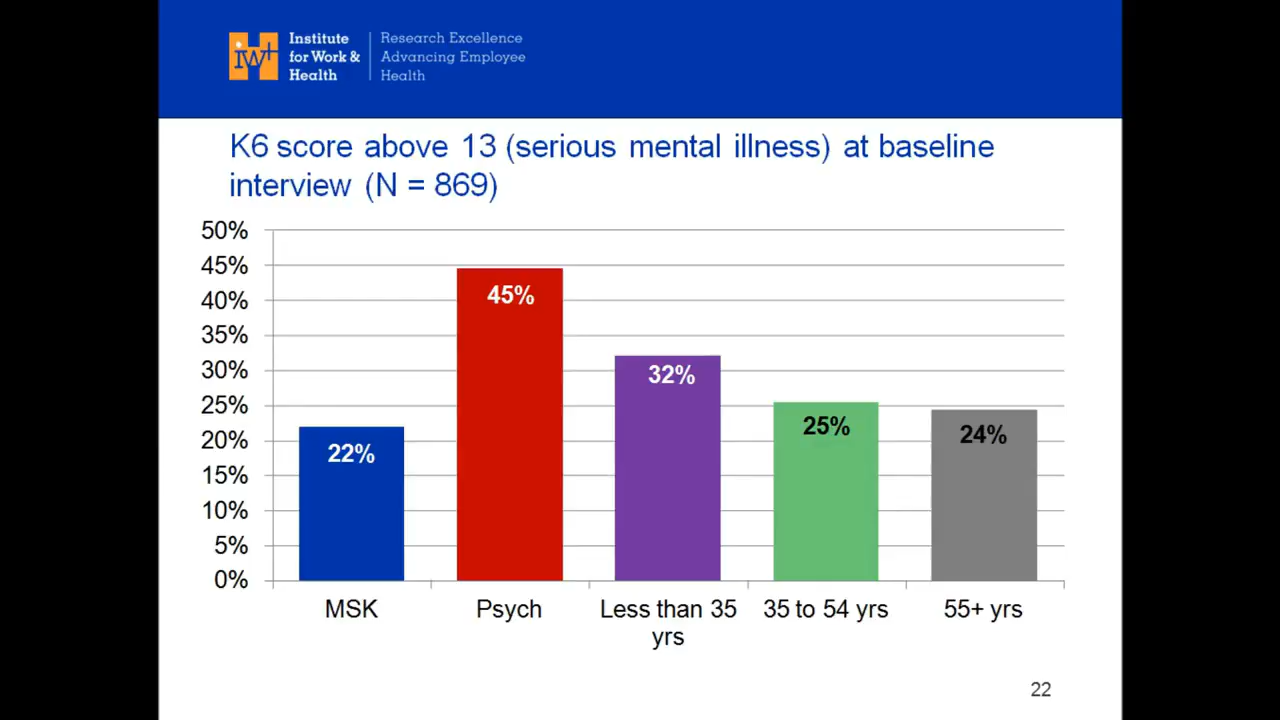 iw+
Institute
for Work &
Health
Research Excellence
Advancing Employee
Health
K6 score above 13 (serious mental illness) at baseline
interview (N = 869)
50%
45%
40%
35%
30%
25%
20%
15%
10%
5%
0%
22%
45%
32%
25%
24%
MSK
Psych
Less than 35
yrs
35 to 54 yrs
55+ yrs
22